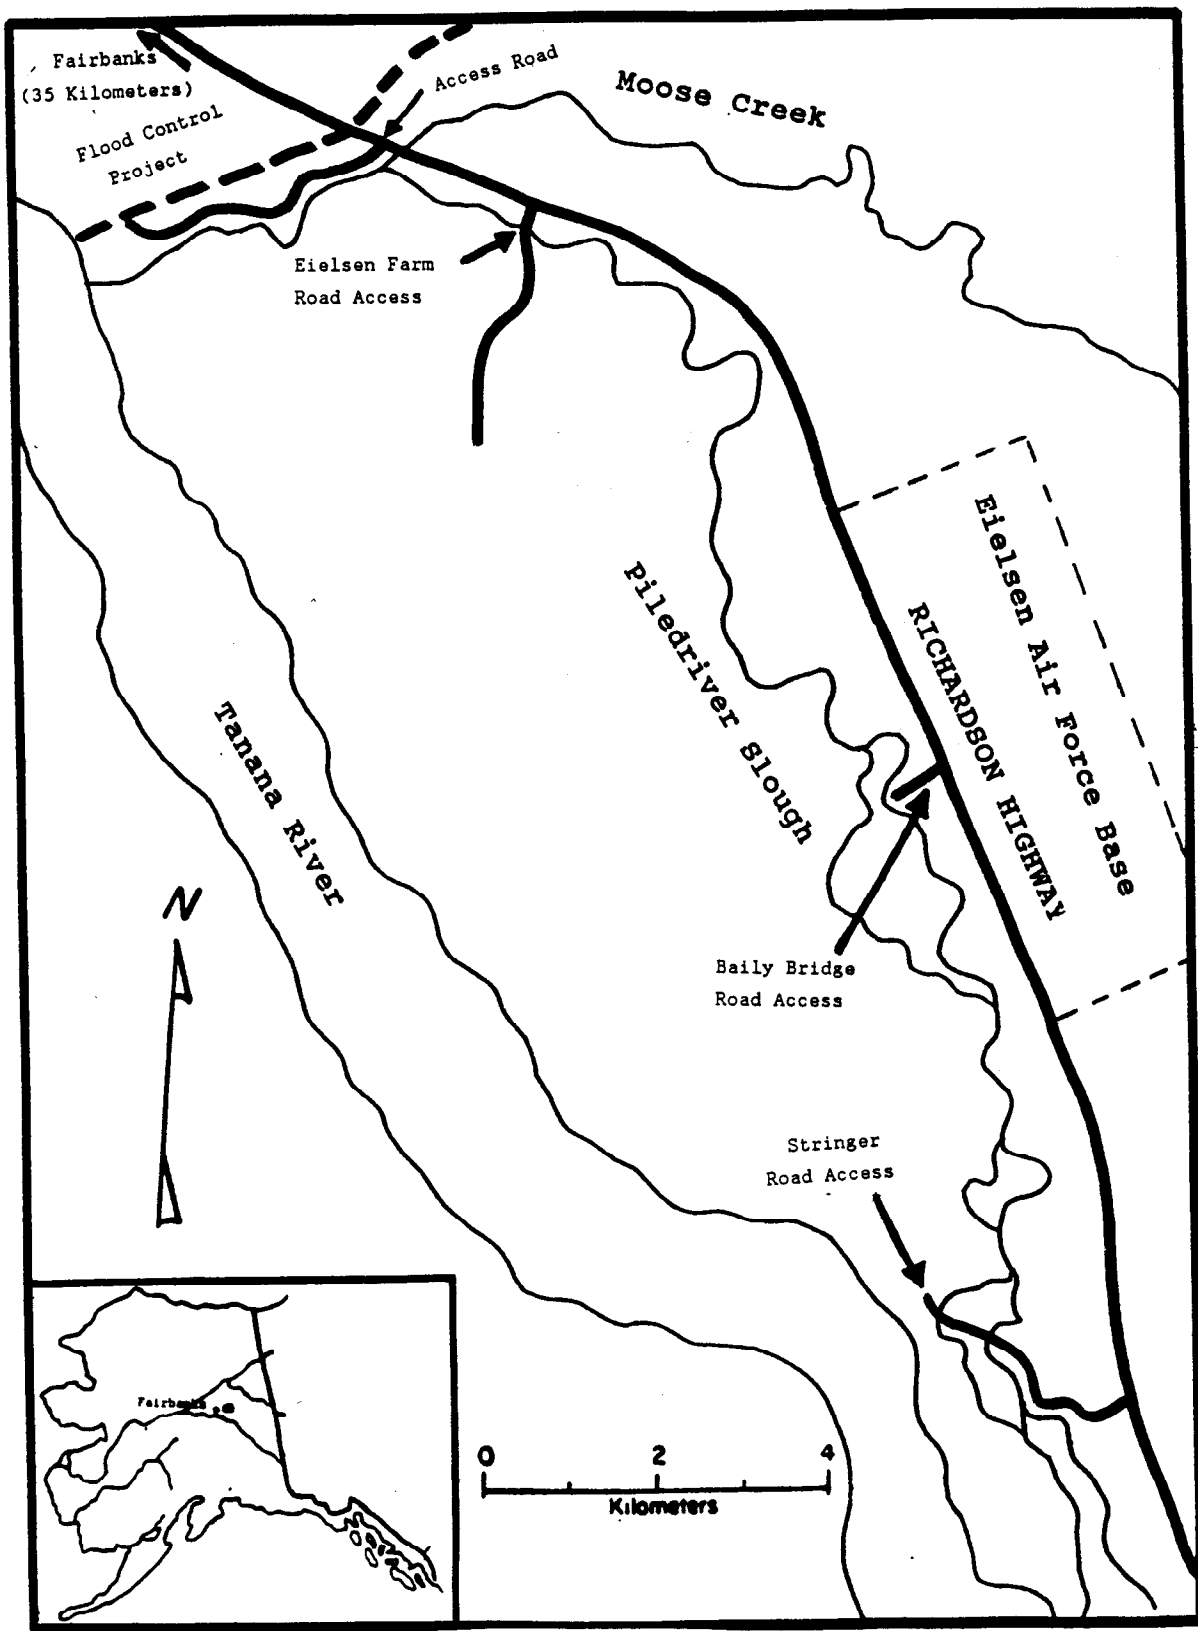 Fairbanks
(35 Kilometers)
Flood Control
Project
Access Road
Moose Creek
Eielsen Farm
Road Access
Eielsen Air Force Base
RICHARDSON HIGHWAY
Piledriver Slough
Tanana River
N
Baily Bridge
Road Access
Stringer
Road Access
Fairbanks
0 2 4
Kilometers